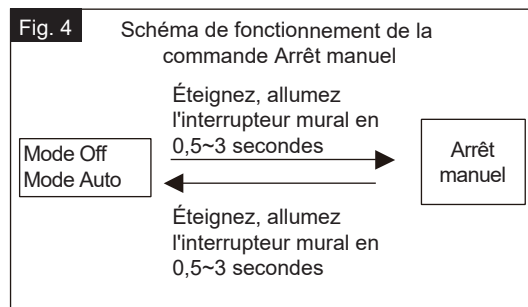 Fig. 4
Schéma de fonctionnement de la
commande Arrêt manuel
Éteignez, allumez
l'interrupteur mural en
0,5~3 secondes
Mode Off
Mode Auto
Arrêt
manuel
Éteignez, allumez
l'interrupteur mural en
0,5~3 secondes